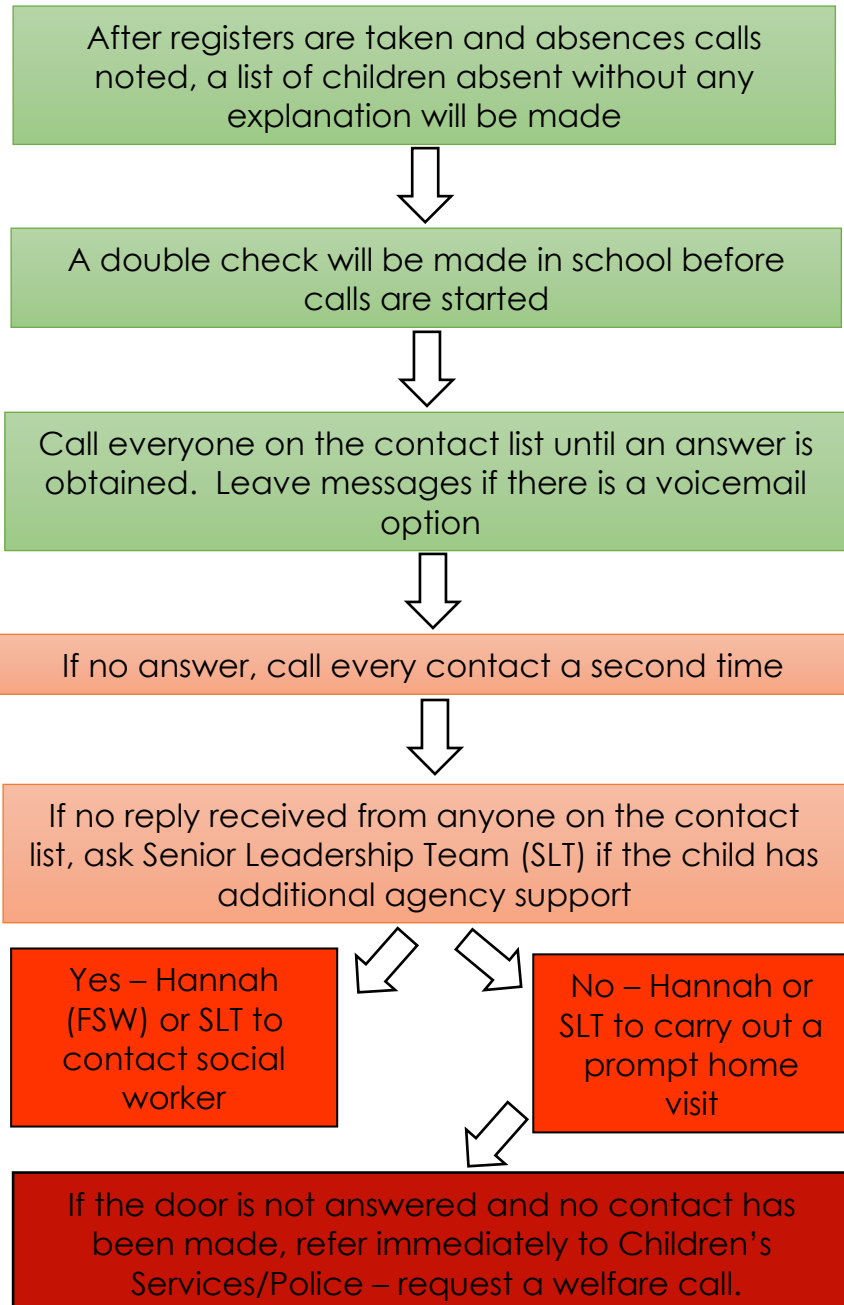 After registers are taken and absences calls
noted, a list of children absent without any
explanation will be made
A double check will be made in school before
calls are started
Call everyone on the contact list until an answer is
obtained.  Leave messages if there is a voicemail
option
If no answer, call every contact a second time
If no reply received from anyone on the contact
list, ask Senior Leadership Team (SLT) if the child has
additional agency support
Yes – Hannah
(FSW) or SLT to
contact social
worker
No – Hannah or
SLT to carry out a
prompt home
visit
If the door is not answered and no contact has
been made, refer immediately to Children’s
Services/Police – request a welfare call.